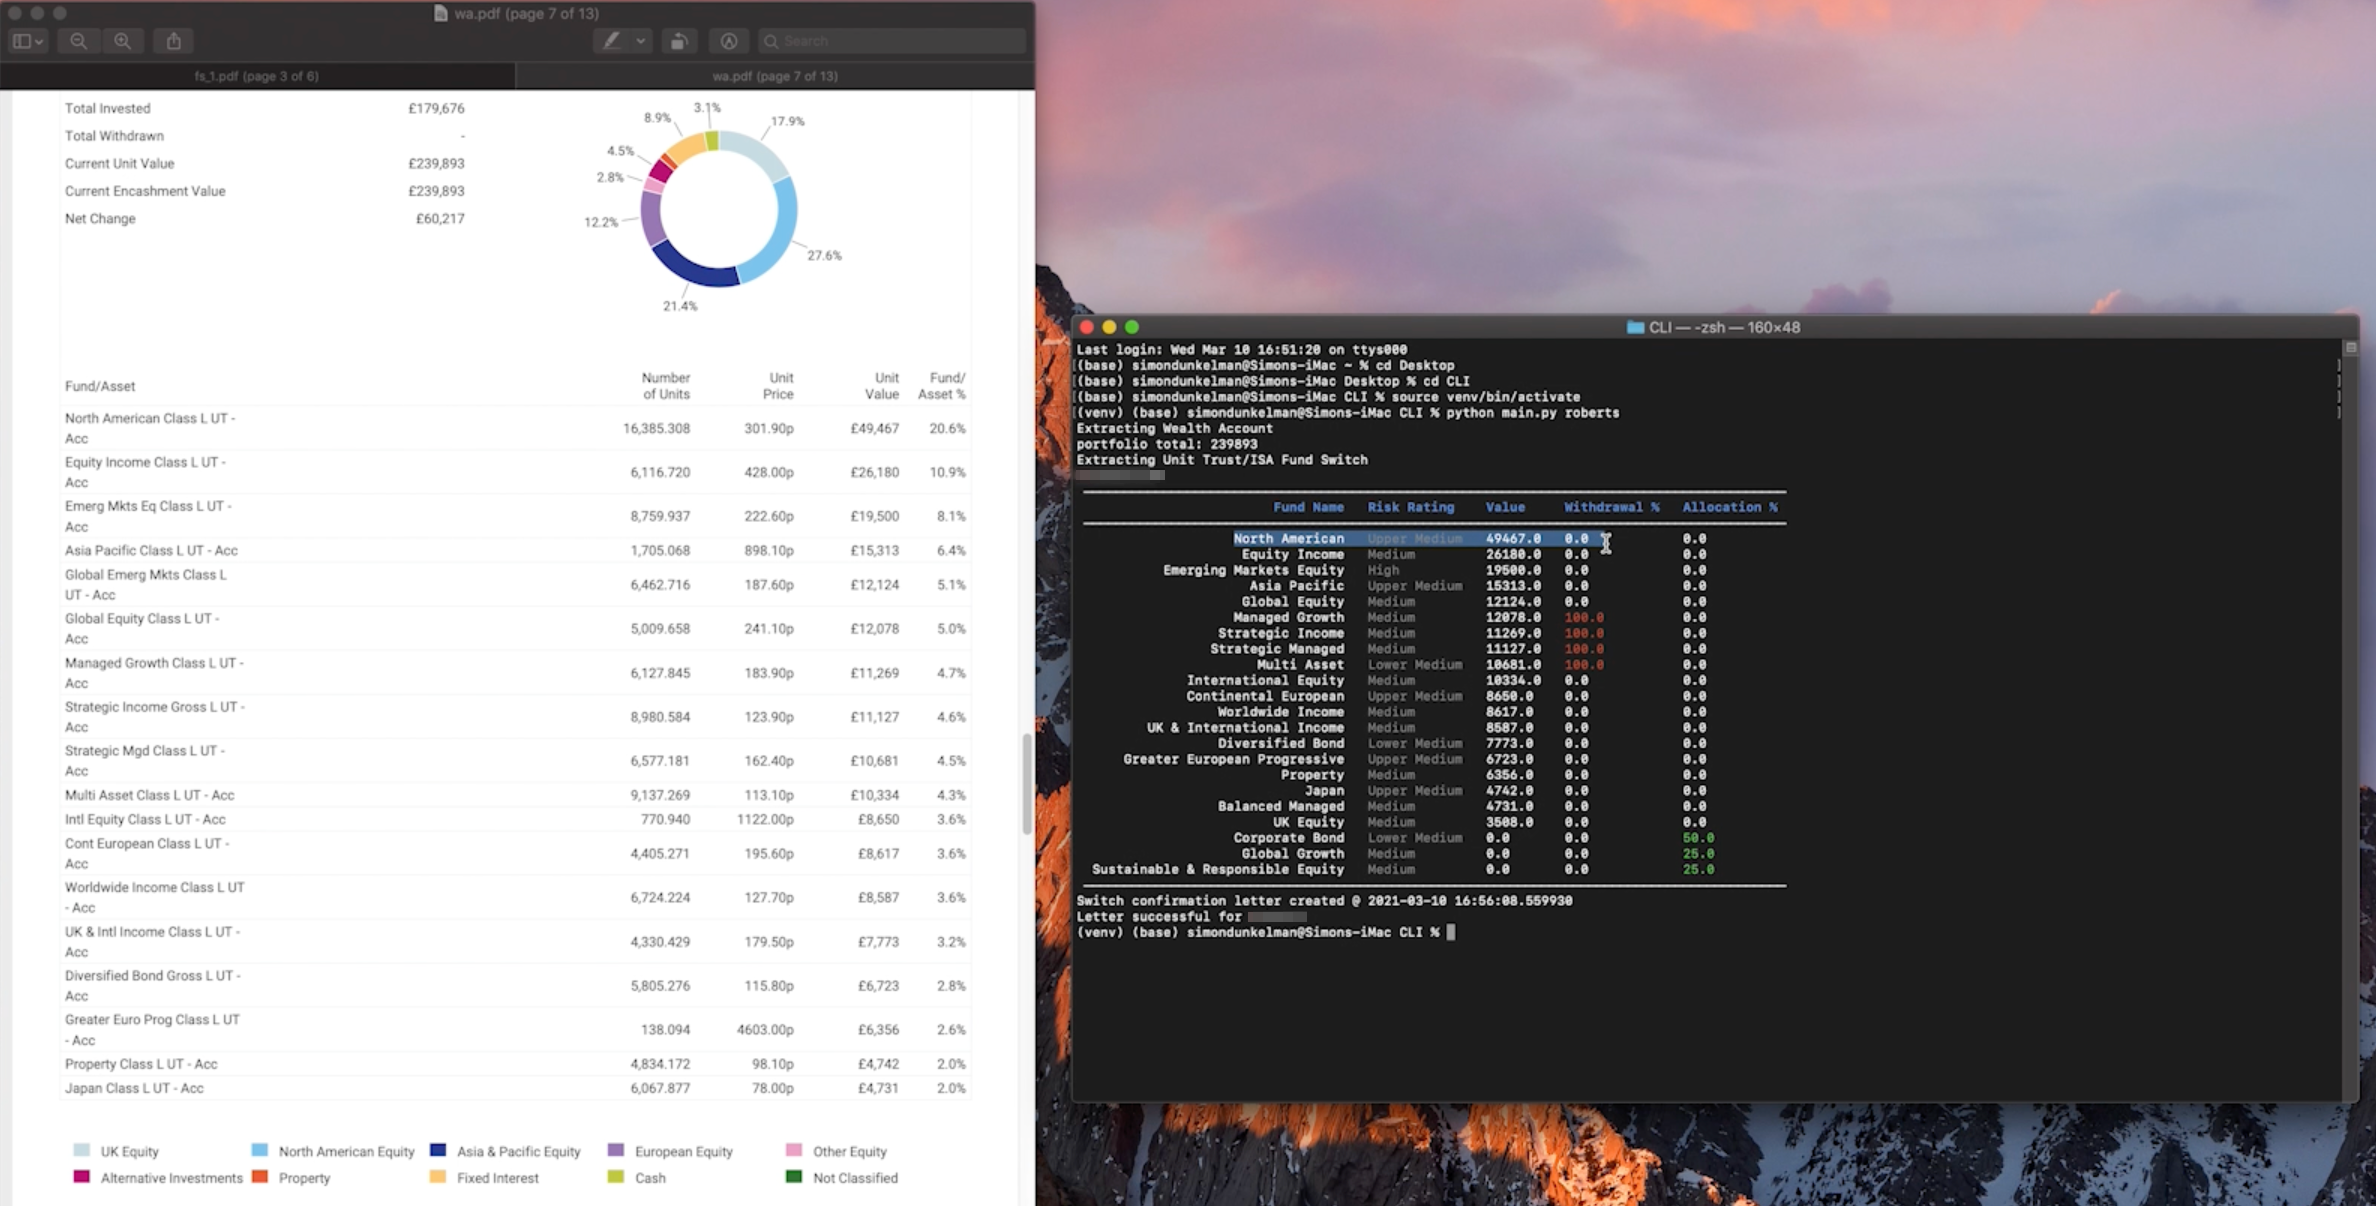 wa.pdf (page 7 of 13)
Search
fs_1.pdf (page 3 of 6)
wa.pdf (page 7 of 13)
Total Invested £179,676
Total Withdrawn -
Current Unit Value £239,893
Current Encashment Value £239,893
Net Change £60,217
3.1%
8.9%
17.9%
4.5%
2.8%
12.2%
27.6%
21.4%
Fund/Asset Number of Units Unit Price Unit Value Fund/ Asset %
North American Class L UT - Acc 16,385.308 301.90p £49,467 20.6%
Equity Income Class L UT - Acc 6,116.720 428.00p £26,180 10.9%
Emerg Mkts Eq Class L UT - Acc 8,759.937 222.60p £19,500 8.1%
Asia Pacific Class L UT - Acc 1,705.068 898.10p £15,313 6.4%
Global Emerg Mkts Class L UT - Acc 6,462.716 187.60p £12,124 5.1%
Global Equity Class L UT - Acc 5,009.658 241.10p £12,078 5.0%
Managed Growth Class L UT - Acc 6,127.845 183.90p £11,269 4.7%
Strategic Income Gross L UT - Acc 8,980.584 123.90p £11,127 4.6%
Strategic Mgd Class L UT - Acc 6,577.181 162.40p £10,681 4.5%
Multi Asset Class L UT - Acc 9,137.269 113.10p £10,334 4.3%
Intl Equity Class L UT - Acc 770.940 1122.00p £8,650 3.6%
Cont European Class L UT - Acc 4,405.271 195.60p £8,617 3.6%
Worldwide Income Class L UT - Acc 6,724.224 127.70p £8,587 3.6%
UK & Intl Income Class L UT - Acc 4,330.429 179.50p £7,773 3.2%
Diversified Bond Gross L UT - Acc 5,805.276 115.80p £6,723 2.8%
Greater Euro Prog Class L UT - Acc 138.094 4603.00p £6,356 2.6%
Property Class L UT - Acc 4,834.172 98.10p £4,742 2.0%
Japan Class L UT - Acc 6,067.877 78.00p £4,731 2.0%
UK Equity North American Equity Asia & Pacific Equity European Equity Other Equity
Alternative Investments Property Fixed Interest Cash Not Classified
CLI — -zsh — 160×48
Last login: Wed Mar 10 16:51:20 on ttys000
(base) simondunkelman@Simons-iMac ~ % cd Desktop
(base) simondunkelman@Simons-iMac Desktop % cd CLI
(base) simondunkelman@Simons-iMac CLI % source venv/bin/activate
(venv) (base) simondunkelman@Simons-iMac CLI % python main.py roberts
Extracting Wealth Account
portfolio total: 239893
Extracting Unit Trust/ISA Fund Switch
Fund Name Risk Rating Value Withdrawal % Allocation %
North American Upper Medium 49467.0 0.0 0.0
Equity Income Medium 26180.0 0.0 0.0
Emerging Markets Equity High 19500.0 0.0 0.0
Asia Pacific Upper Medium 15313.0 0.0 0.0
Global Equity Medium 12124.0 0.0 0.0
Managed Growth Medium 12078.0 100.0 0.0
Strategic Income Medium 11269.0 100.0 0.0
Strategic Managed Medium 11127.0 100.0 0.0
Multi Asset Lower Medium 10681.0 100.0 0.0
International Equity Medium 10334.0 0.0 0.0
Continental European Upper Medium 8650.0 0.0 0.0
Worldwide Income Medium 8617.0 0.0 0.0
UK & International Income Medium 8587.0 0.0 0.0
Diversified Bond Lower Medium 7773.0 0.0 0.0
Greater European Progressive Upper Medium 6723.0 0.0 0.0
Property Medium 6356.0 0.0 0.0
Japan Upper Medium 4742.0 0.0 0.0
Balanced Managed Medium 4731.0 0.0 0.0
UK Equity Medium 3508.0 0.0 0.0
Corporate Bond Lower Medium 0.0 0.0 50.0
Global Growth Medium 0.0 0.0 25.0
Sustainable & Responsible Equity Medium 0.0 0.0 25.0
Switch confirmation letter created @ 2021-03-10 16:56:08.559930
Letter successful for
(venv) (base) simondunkelman@Simons-iMac CLI %